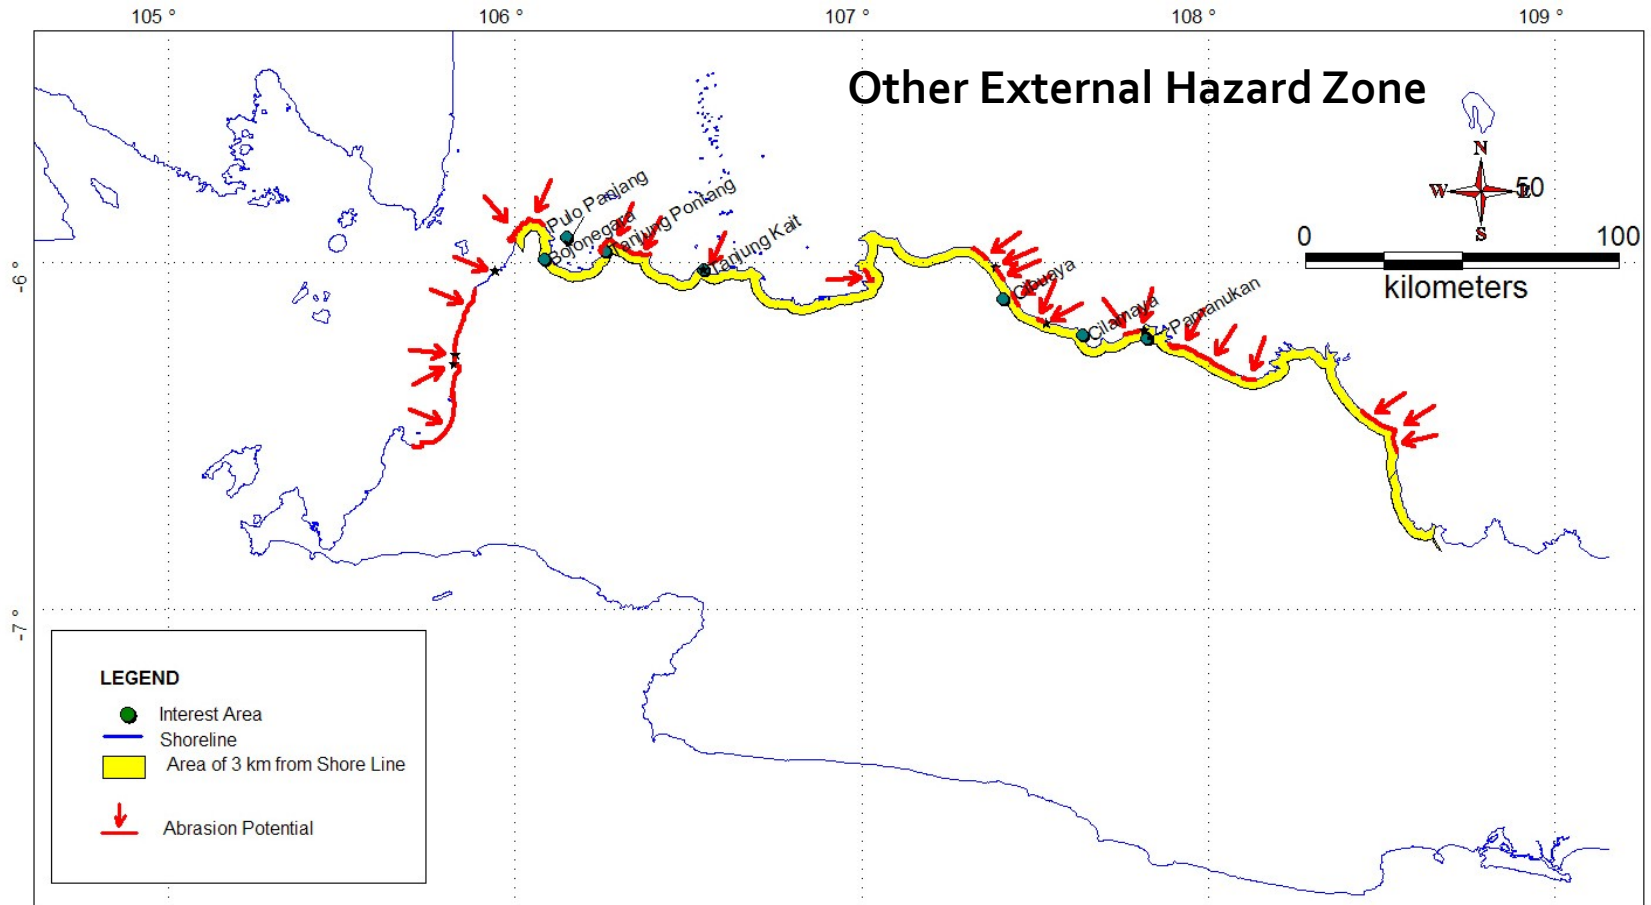 105 ° 106 ° 107 ° 108 ° 109 °
Other External Hazard Zone
N
W E
S
50
0 100
kilometers
-6 °
-7 °
Pulo Panjang
Bojonegara
Tanjung Pontang
Tanjung Kait
Cibuaya
Cilamaya
Pamanukan
LEGEND
Interest Area
Shoreline
Area of 3 km from Shore Line
Abrasion Potential